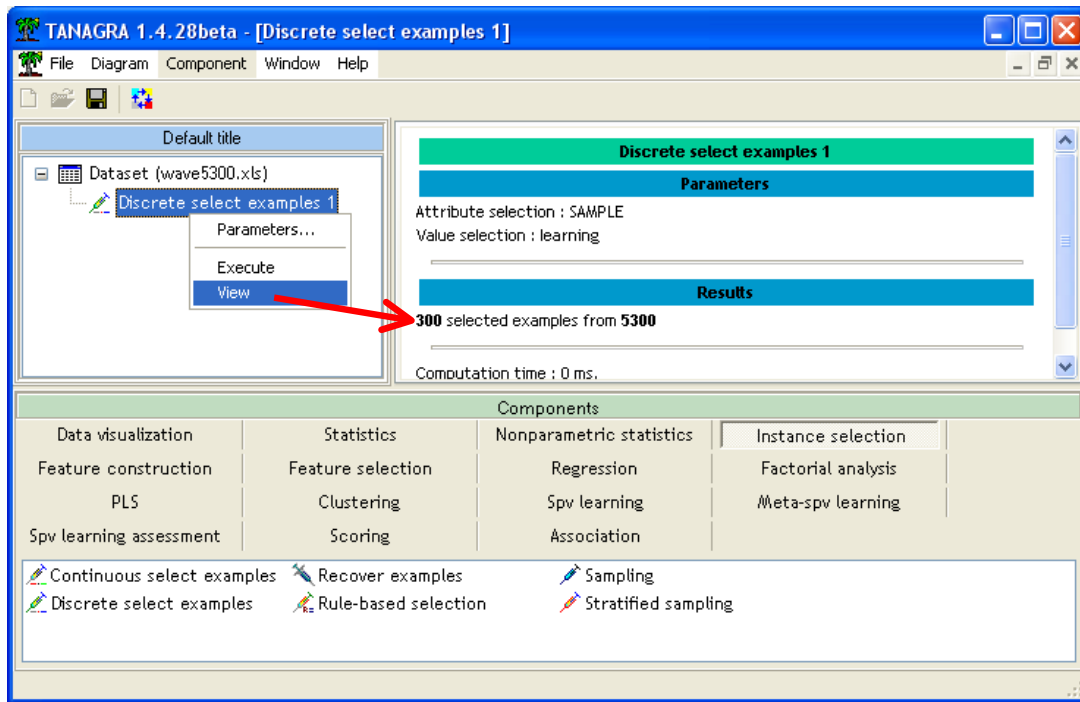 TANAGRA 1.4.28beta - [Discrete select examples 1]
File Diagram Component Window Help
Default title
Dataset (wave5300.xls)
Discrete select examples 1
Parameters...
Execute
View
Discrete select examples 1
Parameters
Attribute selection : SAMPLE
Value selection : learning
Results
300 selected examples from 5300
Computation time : 0 ms.
Components
Data visualization Statistics Nonparametric statistics Instance selection
Feature construction Feature selection Regression Factorial analysis
PLS Clustering Spv learning Meta-spv learning
Spv learning assessment Scoring Association
Continuous select examples Recover examples Sampling
Discrete select examples Rule-based selection Stratified sampling